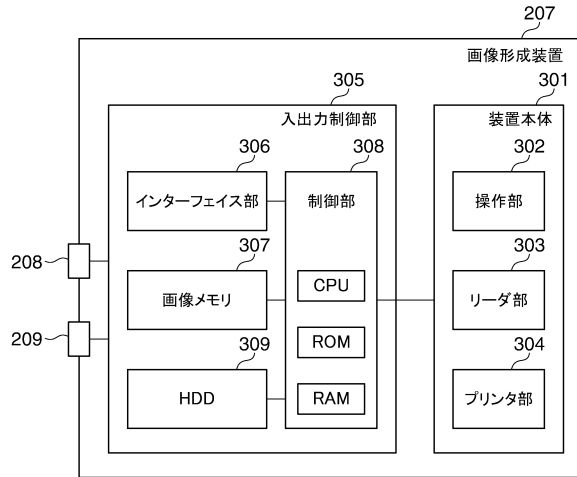 207
画像形成装置
305
入出力制御部
301
装置本体
306
インターフェイス部
308
制御部
302
操作部
208
307
画像メモリ
CPU
303
リーダ部
209
ROM
309
HDD
RAM
304
プリンタ部